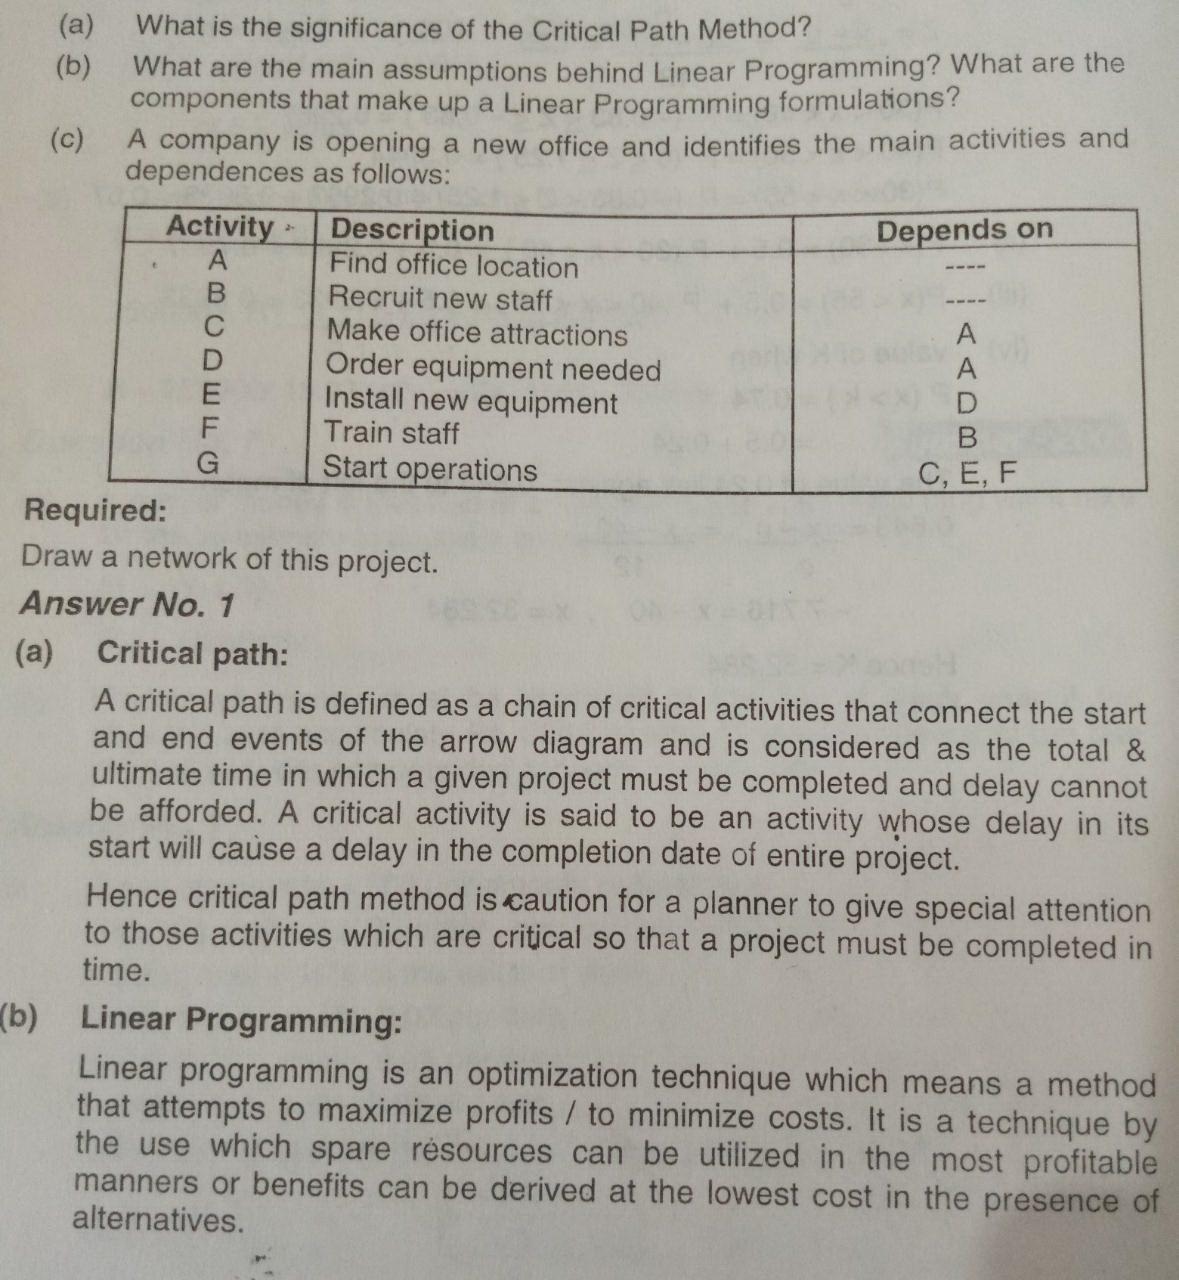 (a) What is the significance of the Critical Path Method?
(b) What are the main assumptions behind Linear Programming? What are the
components that make up a Linear Programming formulations?
(c) A company is opening a new office and identifies the main activities and
dependences as follows:
Activity Description Depends on
A Find office location ----
B Recruit new staff ----
C Make office attractions A
D Order equipment needed A
E Install new equipment D
F Train staff B
G Start operations C, E, F
Required:
Draw a network of this project.
Answer No. 1
(a) Critical path:
A critical path is defined as a chain of critical activities that connect the start
and end events of the arrow diagram and is considered as the total &
ultimate time in which a given project must be completed and delay cannot
be afforded. A critical activity is said to be an activity whose delay in its
start will cause a delay in the completion date of entire project.
Hence critical path method is caution for a planner to give special attention
to those activities which are critical so that a project must be completed in
time.
(b) Linear Programming:
Linear programming is an optimization technique which means a method
that attempts to maximize profits / to minimize costs. It is a technique by
the use which spare resources can be utilized in the most profitable
manners or benefits can be derived at the lowest cost in the presence of
alternatives.